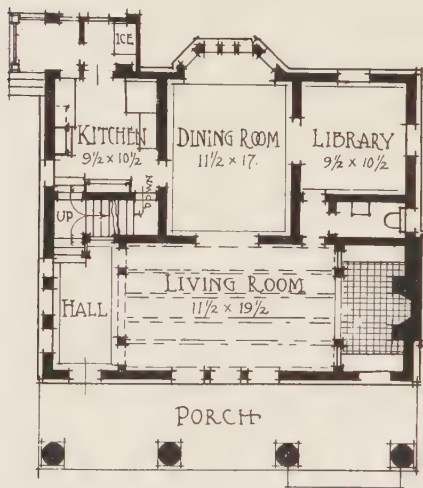 ICE
KITCHEN
9½ x 10½
DINING ROOM
11½ x 17.
LIBRARY
9½ x 10½
UP
DOWN
HALL
LIVING ROOM
11½ x 19½
PORCH